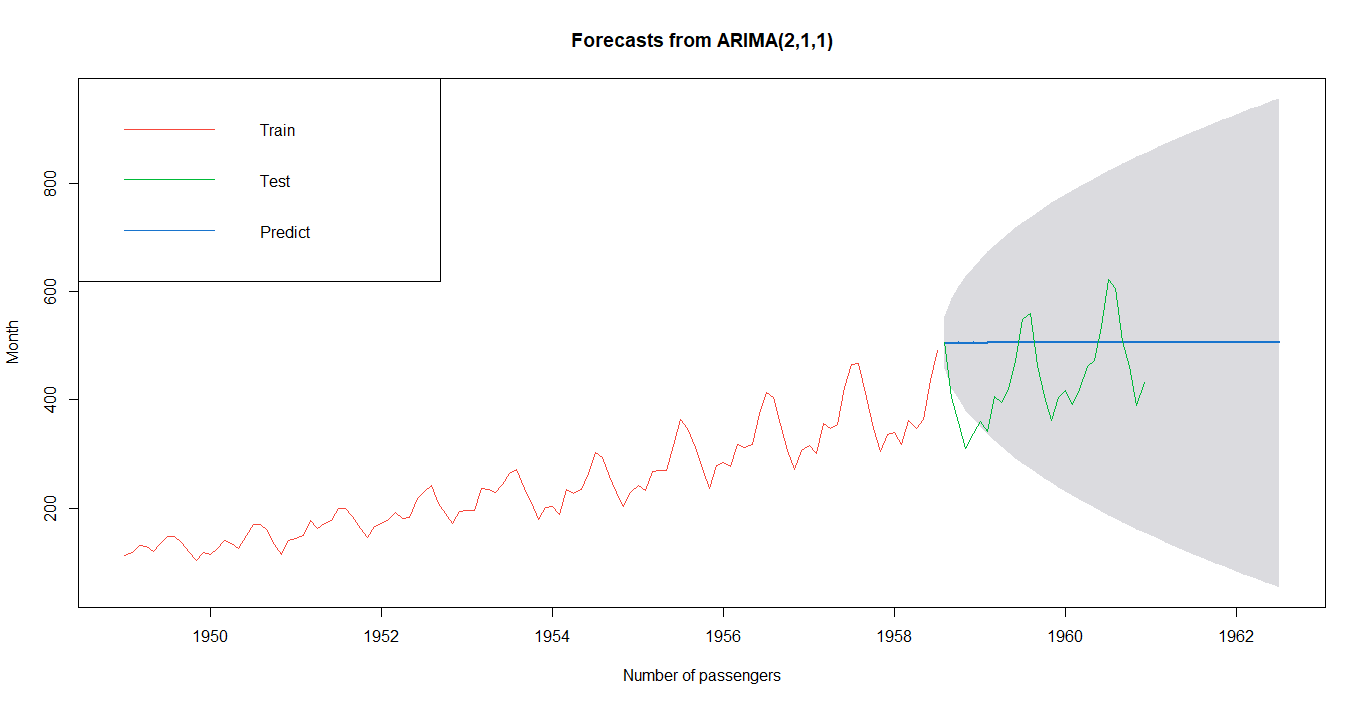 Forecasts from ARIMA(2,1,1)
Train
Test
Predict
800
600
400
200
Month
1950 1952 1954 1956 1958 1960 1962
Number of passengers